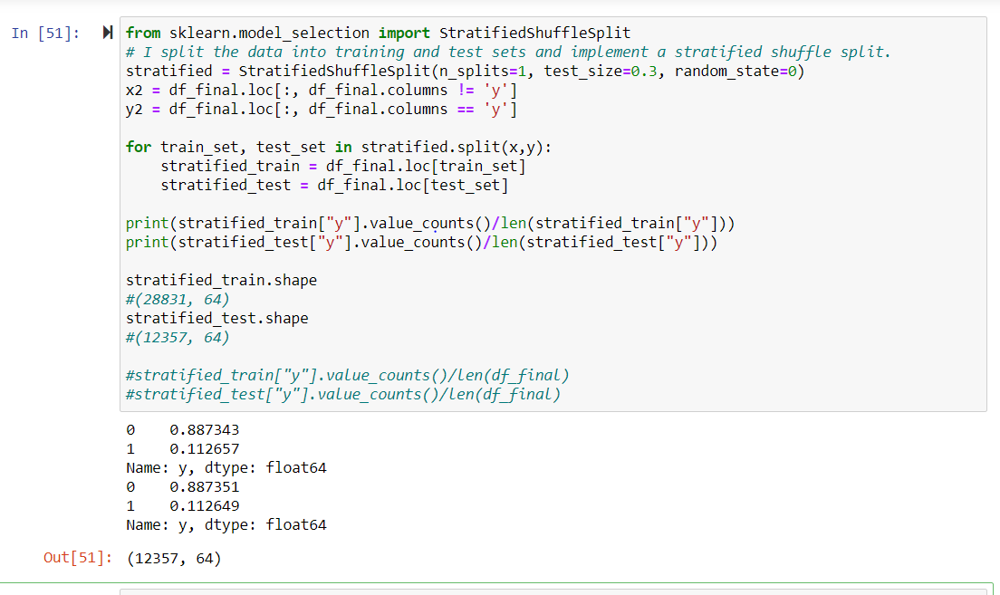 In [51]:
from sklearn.model_selection import StratifiedShuffleSplit
# I split the data into training and test sets and implement a stratified shuffle split.
stratified = StratifiedShuffleSplit(n_splits=1, test_size=0.3, random_state=0)
x2 = df_final.loc[:, df_final.columns != 'y']
y2 = df_final.loc[:, df_final.columns == 'y']

for train_set, test_set in stratified.split(x,y):
    stratified_train = df_final.loc[train_set]
    stratified_test = df_final.loc[test_set]

print(stratified_train["y"].value_counts()/len(stratified_train["y"]))
print(stratified_test["y"].value_counts()/len(stratified_test["y"]))

stratified_train.shape
#(28831, 64)
stratified_test.shape
#(12357, 64)

#stratified_train["y"].value_counts()/len(df_final)
#stratified_test["y"].value_counts()/len(df_final)
0    0.887343
1    0.112657
Name: y, dtype: float64
0    0.887351
1    0.112649
Name: y, dtype: float64
Out[51]: (12357, 64)